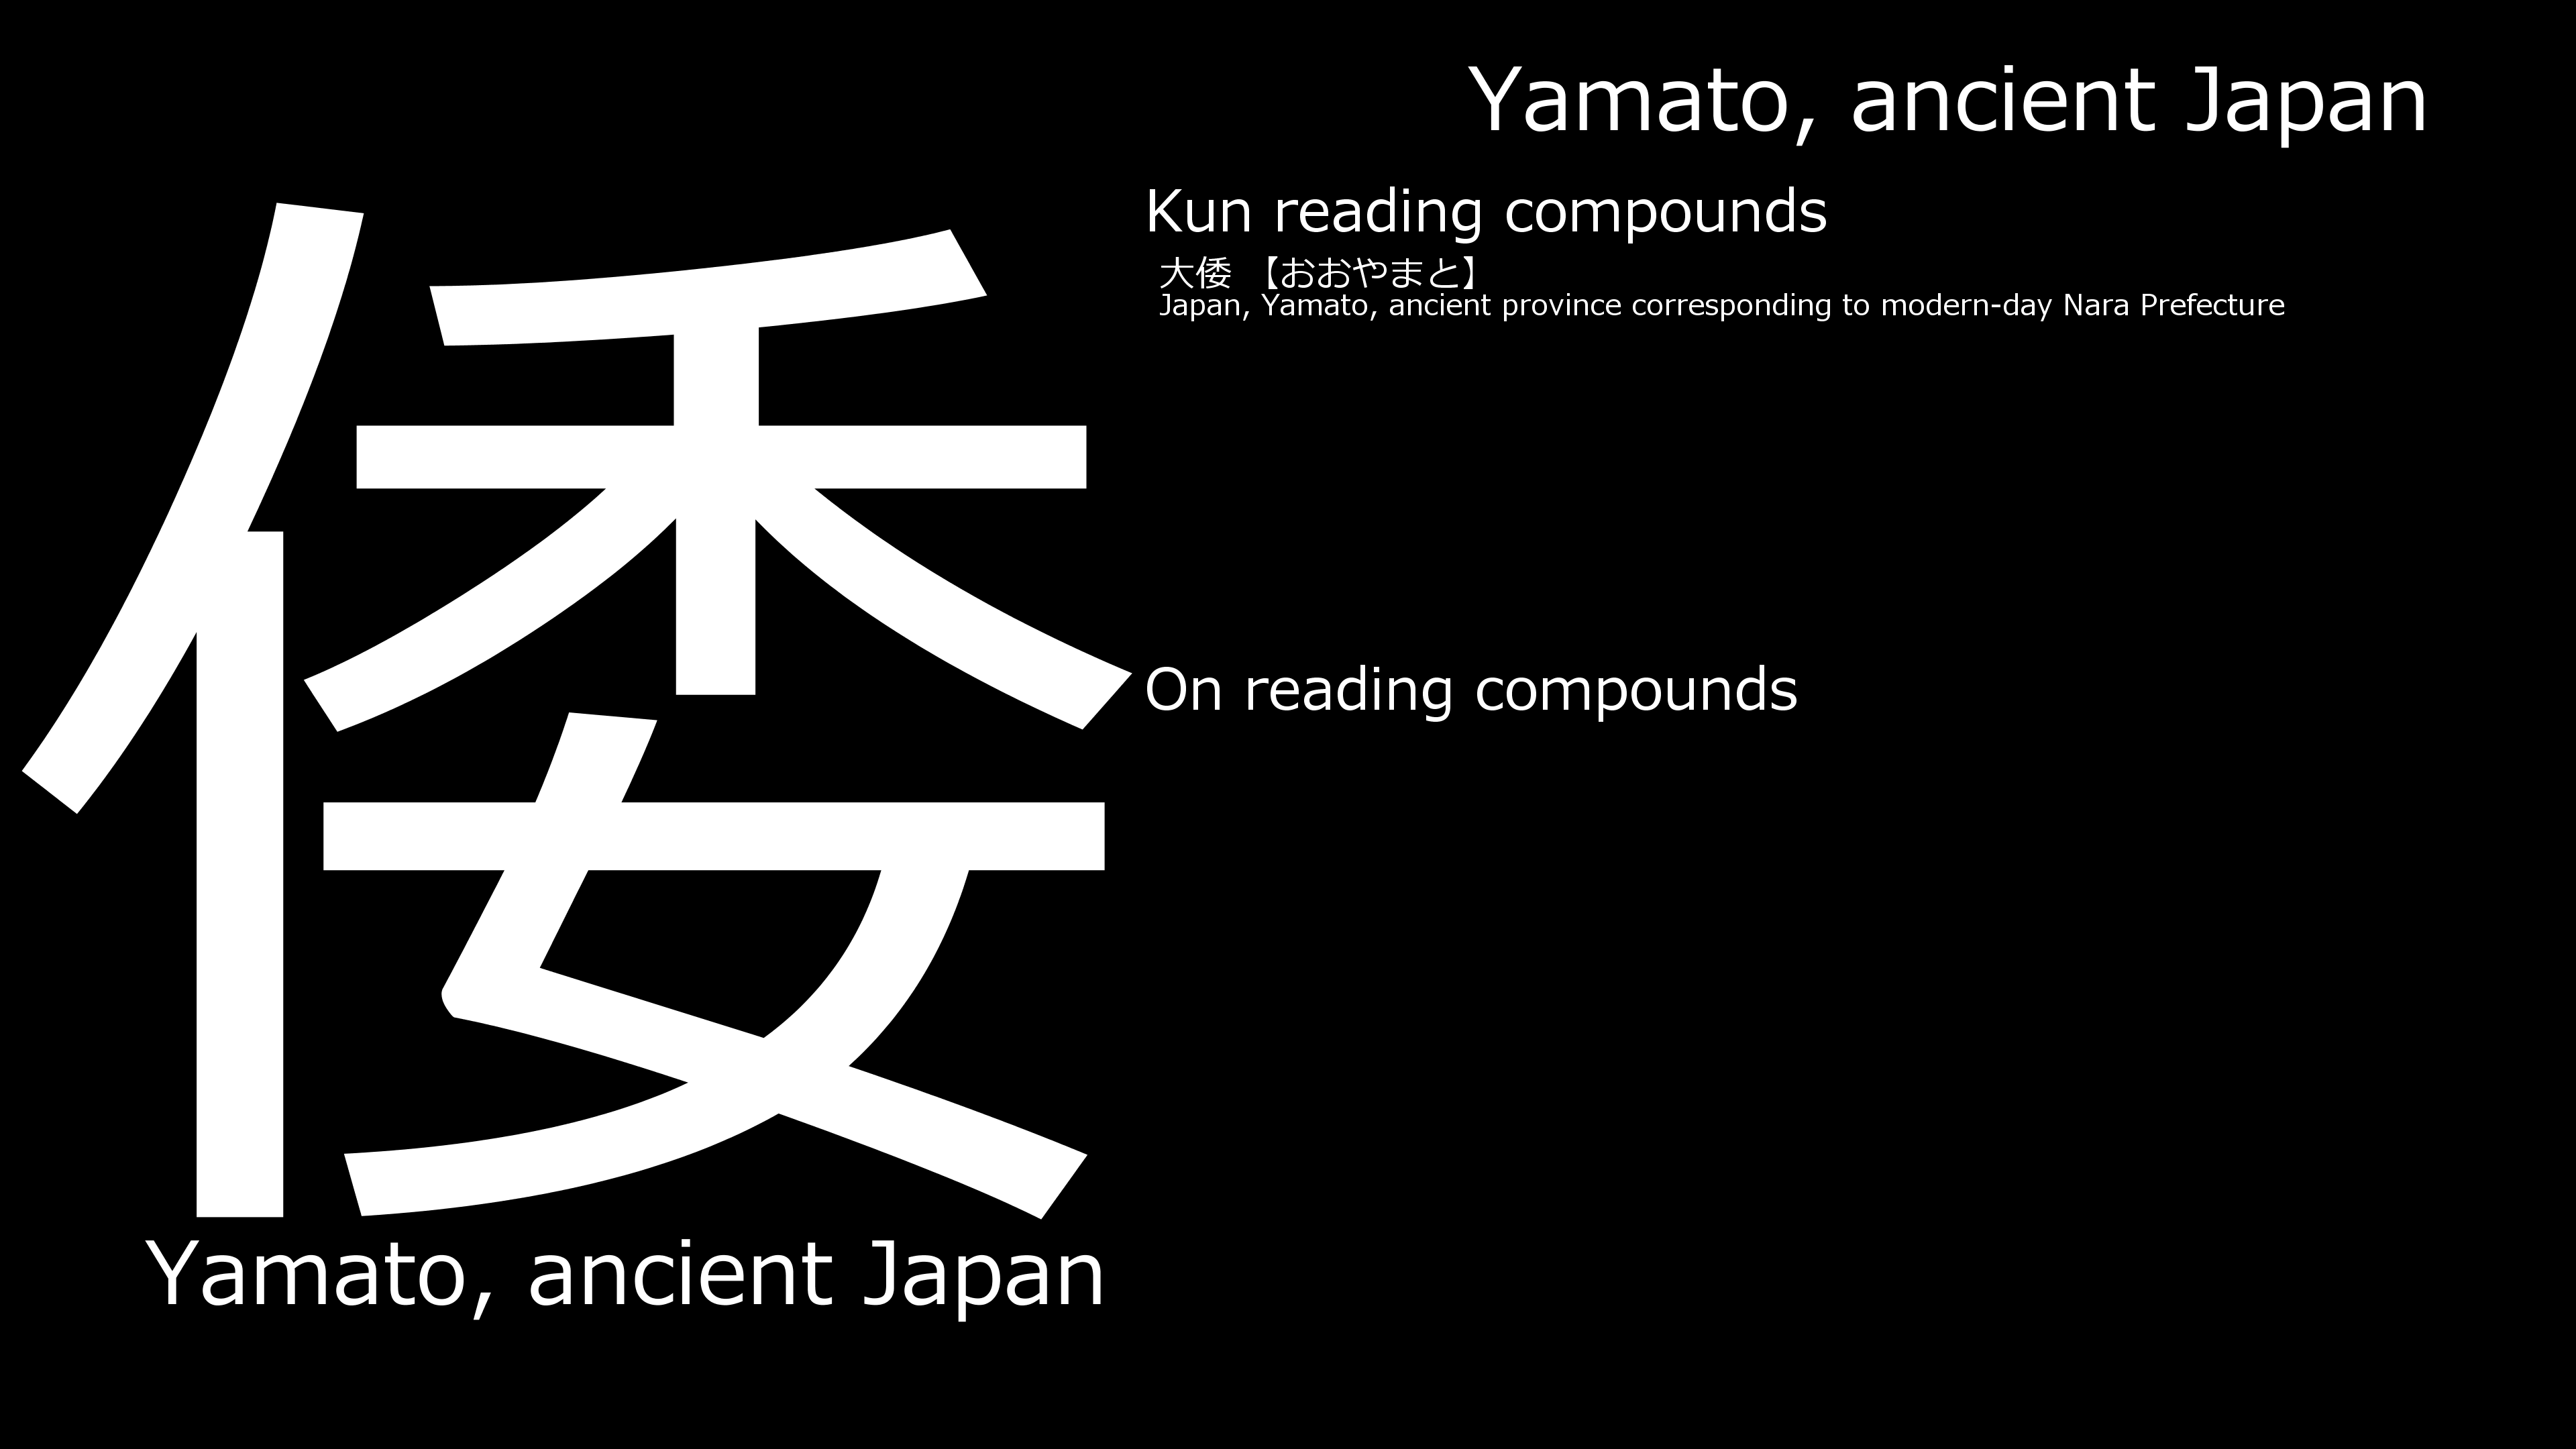 倭
Yamato, ancient Japan
Yamato, ancient Japan
Kun reading compounds
大倭 【おおやまと】
Japan, Yamato, ancient province corresponding to modern-day Nara Prefecture
On reading compounds